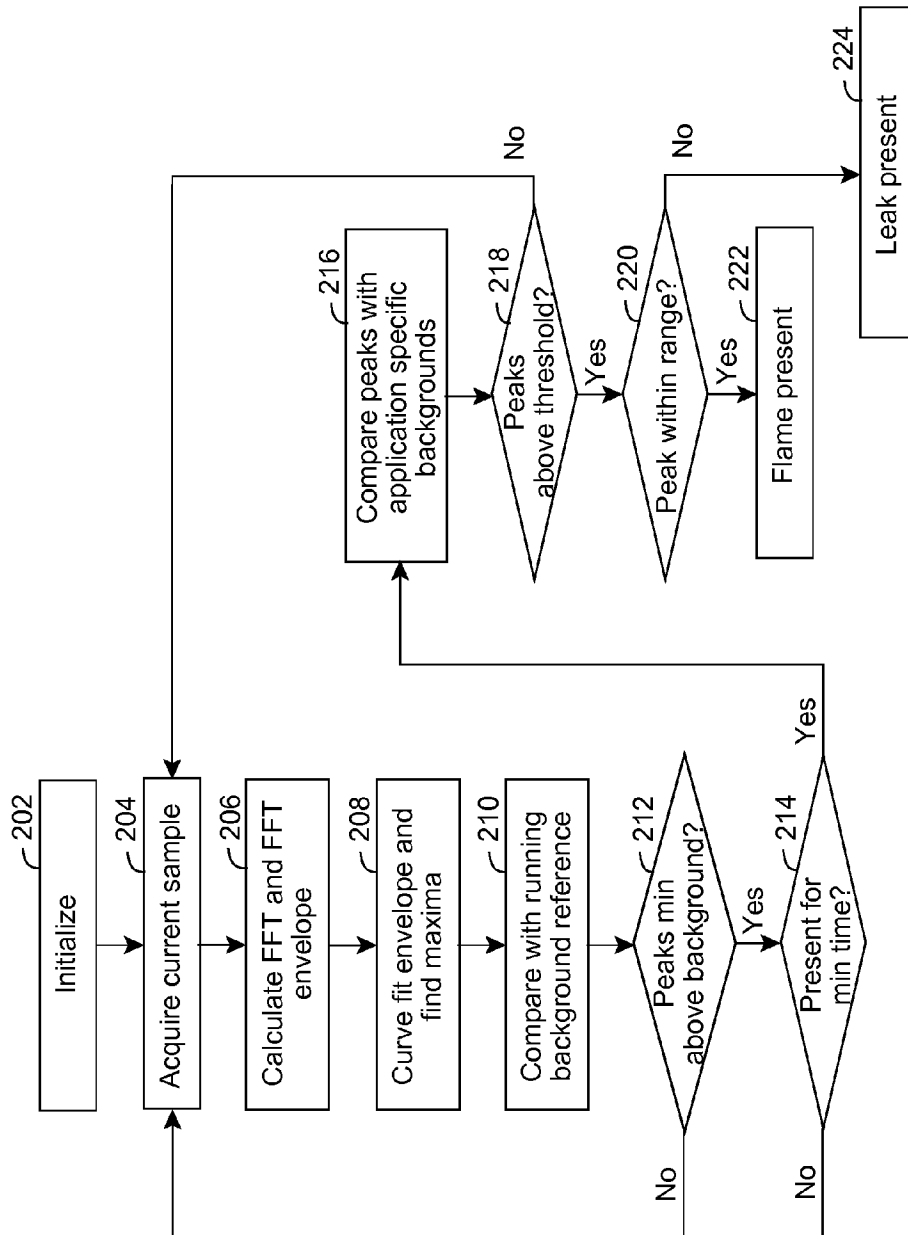 202
Initialize
204
Acquire current sample
206
Calculate FFT and FFT
envelope
208
Curve fit envelope and
find maxima
210
Compare with running
background reference
212
Peaks min
above background?
No
Yes
214
Present for
min time?
No
Yes
216
Compare peaks with
application specific
backgrounds
218
Peaks
above threshold?
No
Yes
220
Peak within range?
No
Yes
222
Flame present
224
Leak present